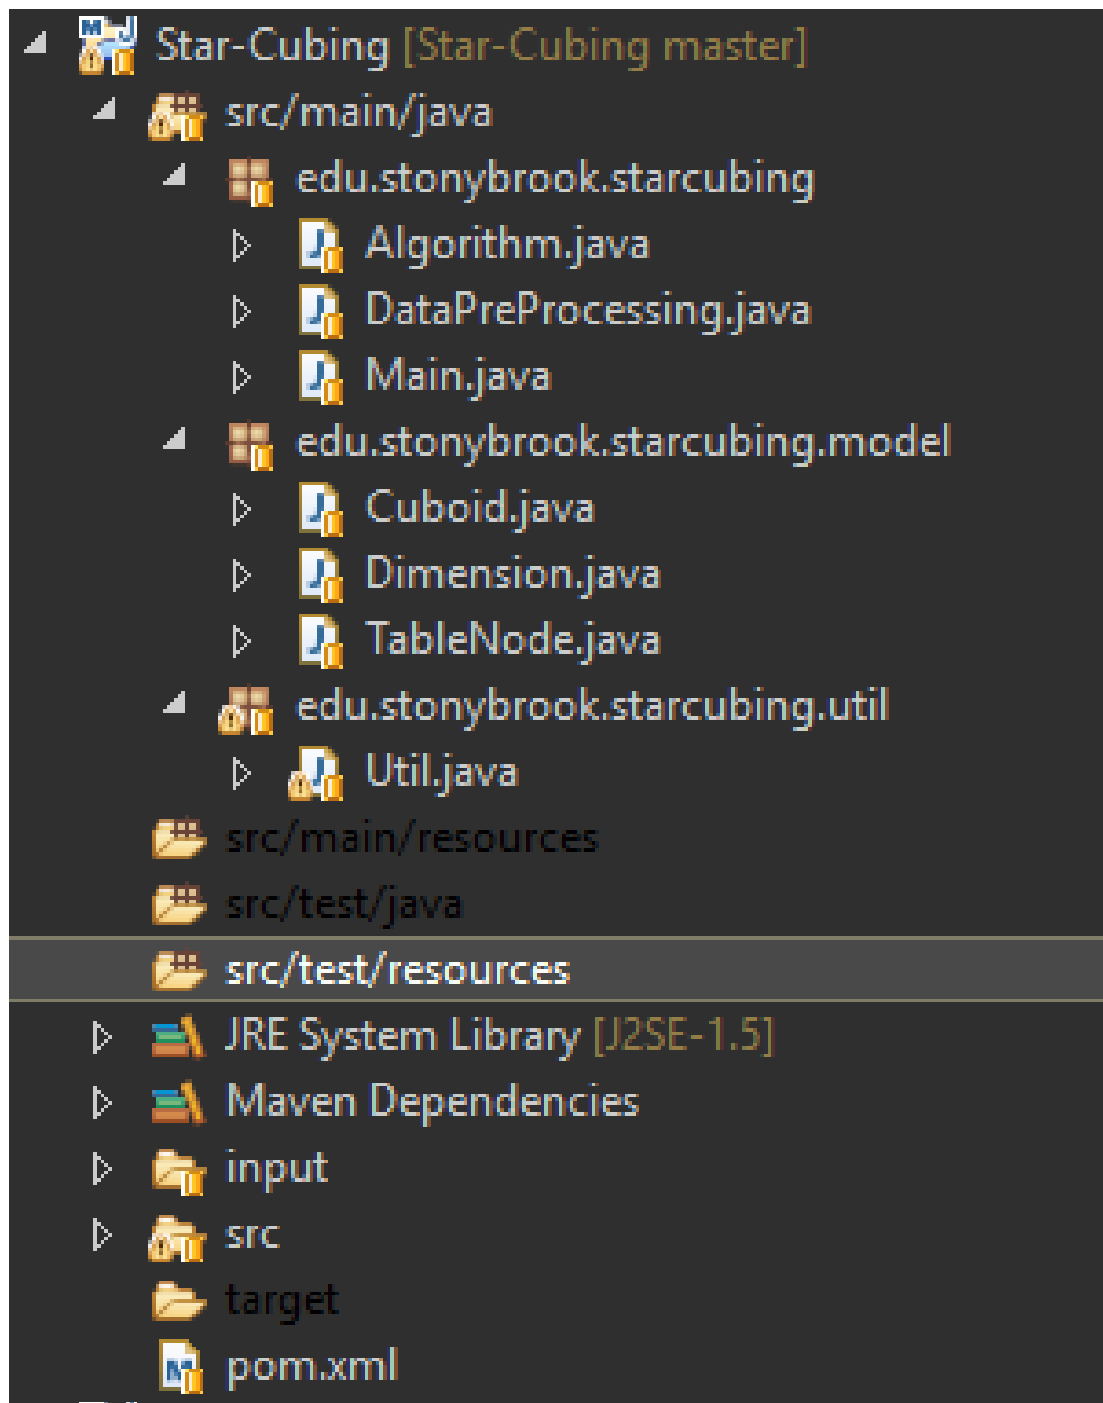 Star-Cubing [Star-Cubing master]
src/main/java
edu.stonybrook.starcubing
Algorithm.java
DataPreProcessing.java
Main.java
edu.stonybrook.starcubing.model
Cuboid.java
Dimension.java
TableNode.java
edu.stonybrook.starcubing.util
Util.java
src/main/resources
src/test/java
src/test/resources
JRE System Library [J2SE-1.5]
Maven Dependencies
input
src
target
pom.xml